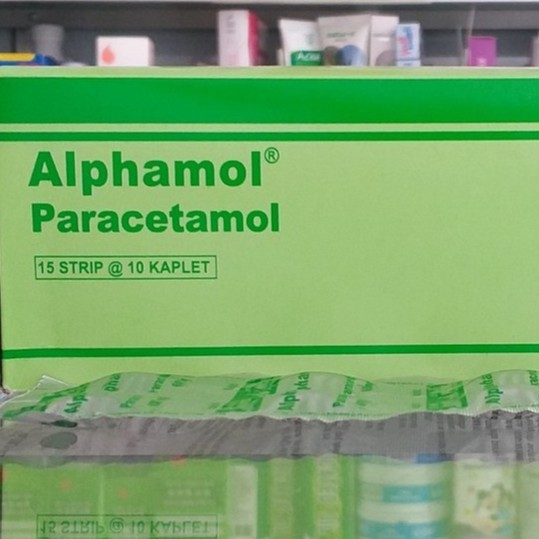 Alphamol®
Paracetamol
15 STRIP @ 10 KAPLET